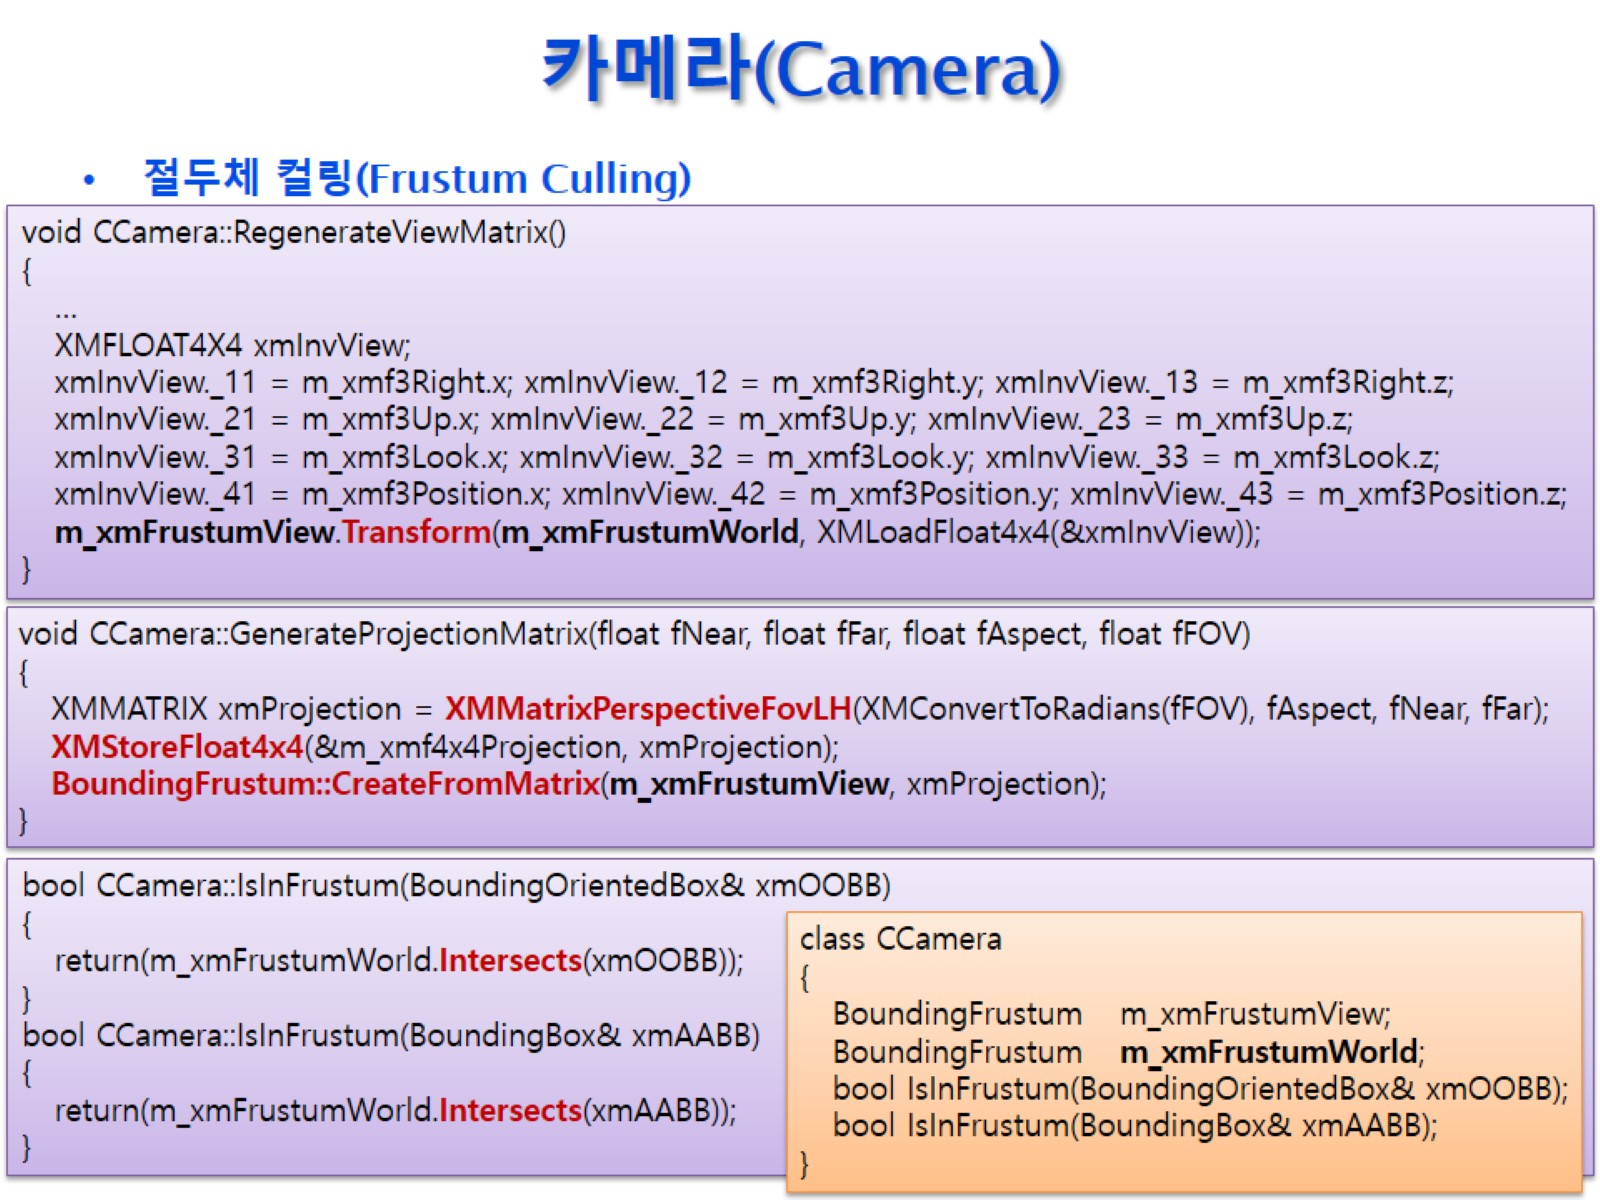 카메라(Camera)
• 절두체 컬링(Frustum Culling)
void CCamera::RegenerateViewMatrix()
{
...
XMFLOAT4X4 xmInvView;
xmInvView._11 = m_xmf3Right.x; xmInvView._12 = m_xmf3Right.y; xmInvView._13 = m_xmf3Right.z;
xmInvView._21 = m_xmf3Up.x; xmInvView._22 = m_xmf3Up.y; xmInvView._23 = m_xmf3Up.z;
xmInvView._31 = m_xmf3Look.x; xmInvView._32 = m_xmf3Look.y; xmInvView._33 = m_xmf3Look.z;
xmInvView._41 = m_xmf3Position.x; xmInvView._42 = m_xmf3Position.y; xmInvView._43 = m_xmf3Position.z;
m_xmFrustumView.Transform(m_xmFrustumWorld, XMLoadFloat4x4(&xmInvView));
}
void CCamera::GenerateProjectionMatrix(float fNear, float fFar, float fAspect, float fFOV)
{
XMMATRIX xmProjection = XMMatrixPerspectiveFovLH(XMConvertToRadians(fFOV), fAspect, fNear, fFar);
XMStoreFloat4x4(&m_xmf4x4Projection, xmProjection);
BoundingFrustum::CreateFromMatrix(m_xmFrustumView, xmProjection);
}
bool CCamera::IsInFrustum(BoundingOrientedBox& xmOOBB)
{
return(m_xmFrustumWorld.Intersects(xmOOBB));
}
bool CCamera::IsInFrustum(BoundingBox& xmAABB)
{
return(m_xmFrustumWorld.Intersects(xmAABB));
}
class CCamera
{
BoundingFrustum m_xmFrustumView;
BoundingFrustum m_xmFrustumWorld;
bool IsInFrustum(BoundingOrientedBox& xmOOBB);
bool IsInFrustum(BoundingBox& xmAABB);
}